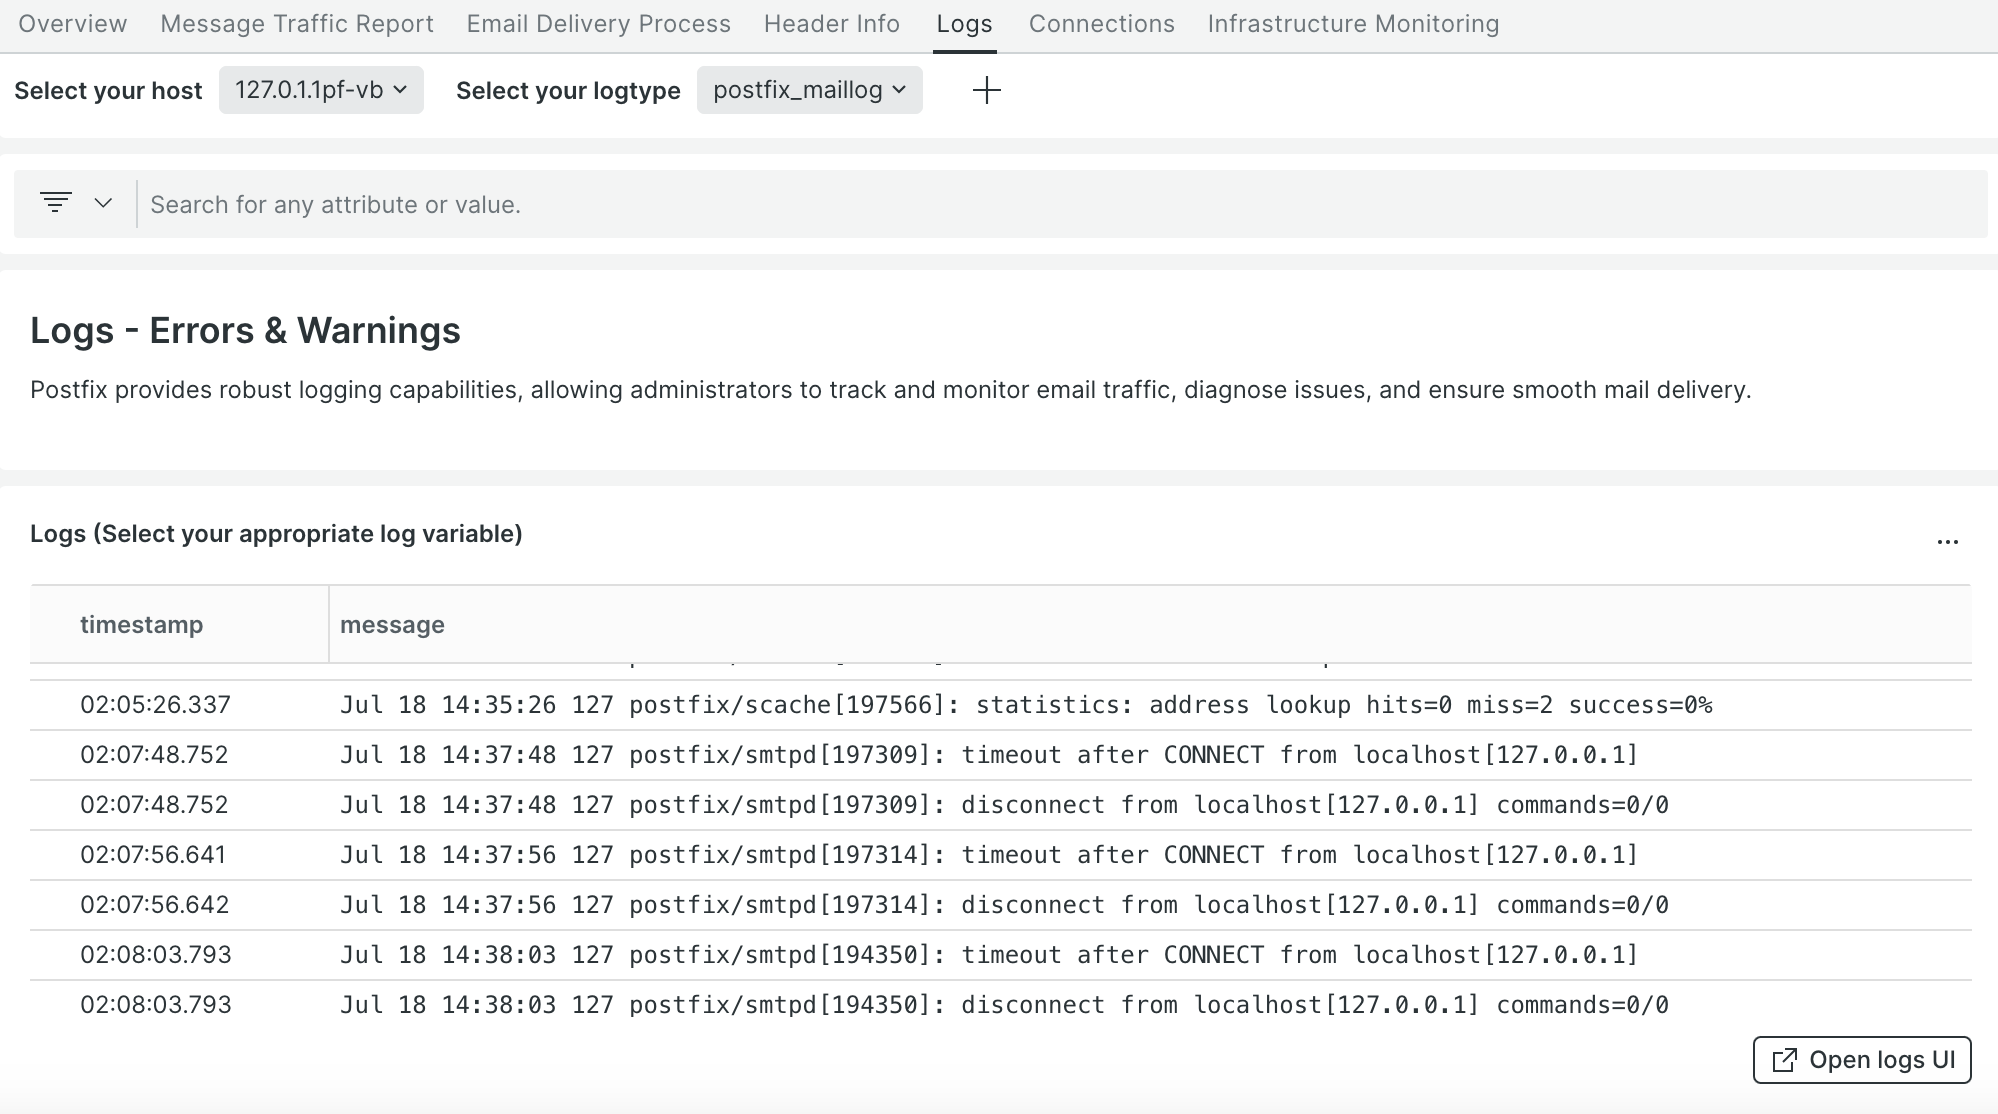 Overview Message Traffic Report Email Delivery Process Header Info Logs Connections Infrastructure Monitoring
Select your host 127.0.1.1pf-vb Select your logtype postfix_maillog
Search for any attribute or value.
Logs - Errors & Warnings
Postfix provides robust logging capabilities, allowing administrators to track and monitor email traffic, diagnose issues, and ensure smooth mail delivery.
Logs (Select your appropriate log variable)
timestamp message
02:05:26.337 Jul 18 14:35:26 127 postfix/scache[197566]: statistics: address lookup hits=0 miss=2 success=0%
02:07:48.752 Jul 18 14:37:48 127 postfix/smtpd[197309]: timeout after CONNECT from localhost[127.0.0.1]
02:07:48.752 Jul 18 14:37:48 127 postfix/smtpd[197309]: disconnect from localhost[127.0.0.1] commands=0/0
02:07:56.641 Jul 18 14:37:56 127 postfix/smtpd[197314]: timeout after CONNECT from localhost[127.0.0.1]
02:07:56.642 Jul 18 14:37:56 127 postfix/smtpd[197314]: disconnect from localhost[127.0.0.1] commands=0/0
02:08:03.793 Jul 18 14:38:03 127 postfix/smtpd[194350]: timeout after CONNECT from localhost[127.0.0.1]
02:08:03.793 Jul 18 14:38:03 127 postfix/smtpd[194350]: disconnect from localhost[127.0.0.1] commands=0/0
Open logs UI